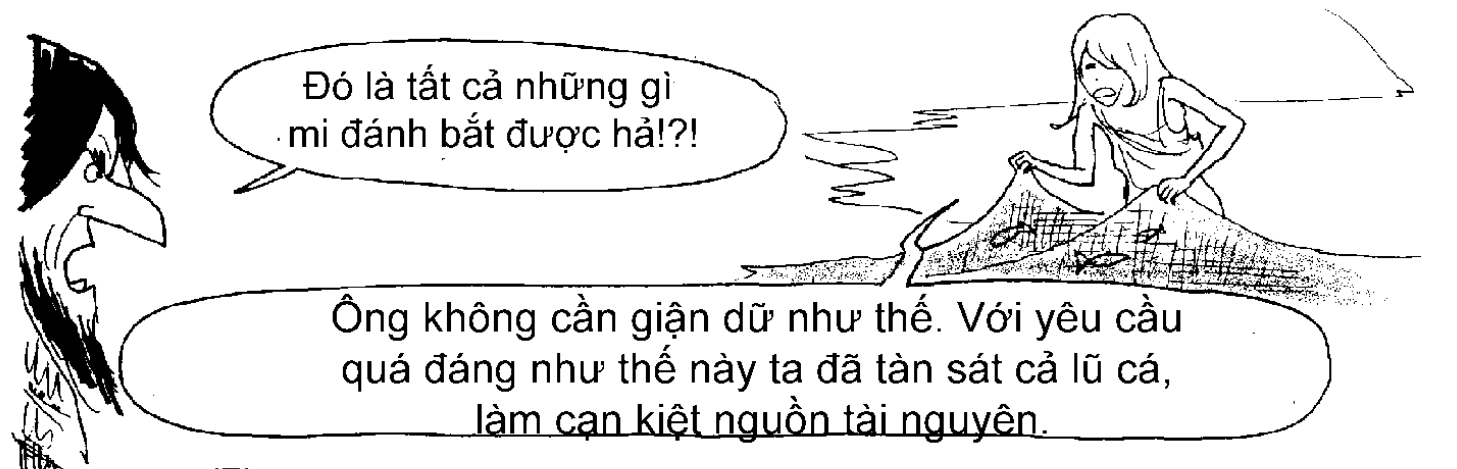 Đó là tất cả những gì
mi đánh bắt được hả!?!
Ông không cần giận dữ như thế. Với yêu cầu
quá đáng như thế này ta đã tàn sát cả lũ cá,
làm cạn kiệt nguồn tài nguyên.